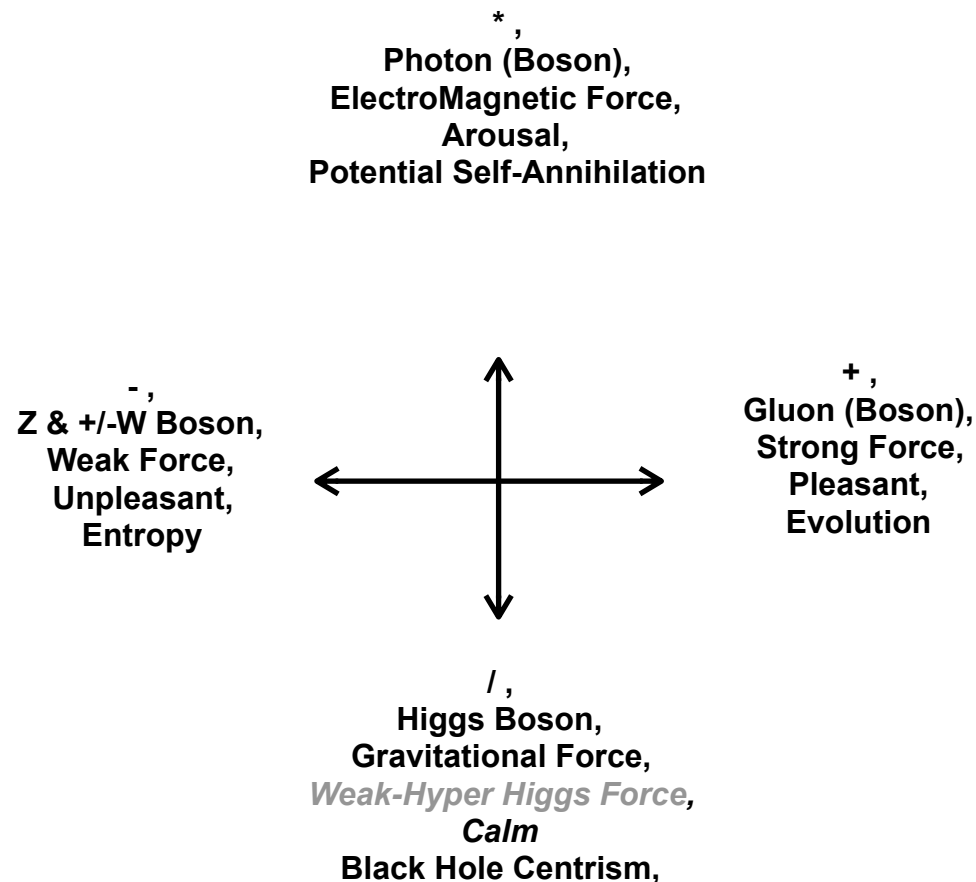 * ,
Photon (Boson),
ElectroMagnetic Force,
Arousal,
Potential Self-Annihilation
- ,
Z & +/-W Boson,
Weak Force,
Unpleasant,
Entropy
+ ,
Gluon (Boson),
Strong Force,
Pleasant,
Evolution
/ ,
Higgs Boson,
Gravitational Force,
Weak-Hyper Higgs Force,
Calm
Black Hole Centrism,